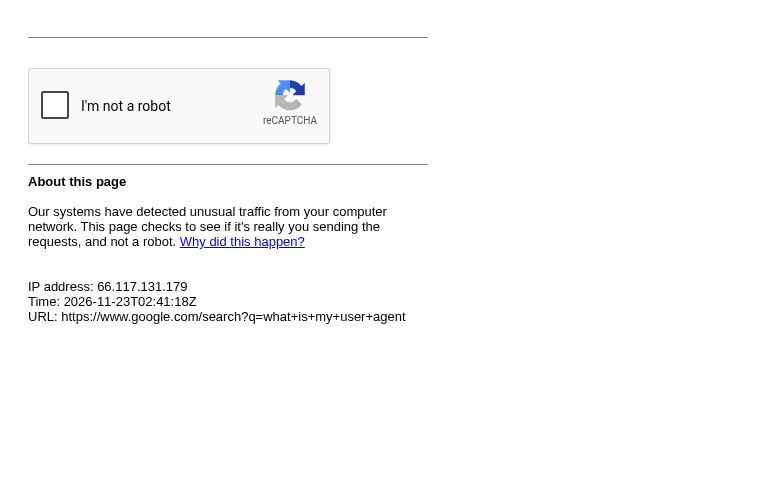 I'm not a robot
reCAPTCHA
About this page
Our systems have detected unusual traffic from your computer
network. This page checks to see if it's really you sending the
requests, and not a robot. Why did this happen?
IP address: 66.117.131.179
Time: 2026-11-23T02:41:18Z
URL: https://www.google.com/search?q=what+is+my+user+agent